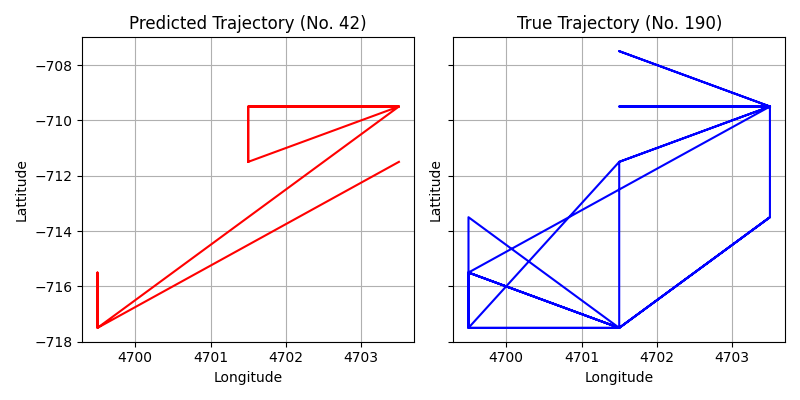 Predicted Trajectory (No. 42)
True Trajectory (No. 190)
Lattitude
−708
−710
−712
−714
−716
−718
4700
4701
4702
4703
Longitude
Lattitude
4700
4701
4702
4703
Longitude